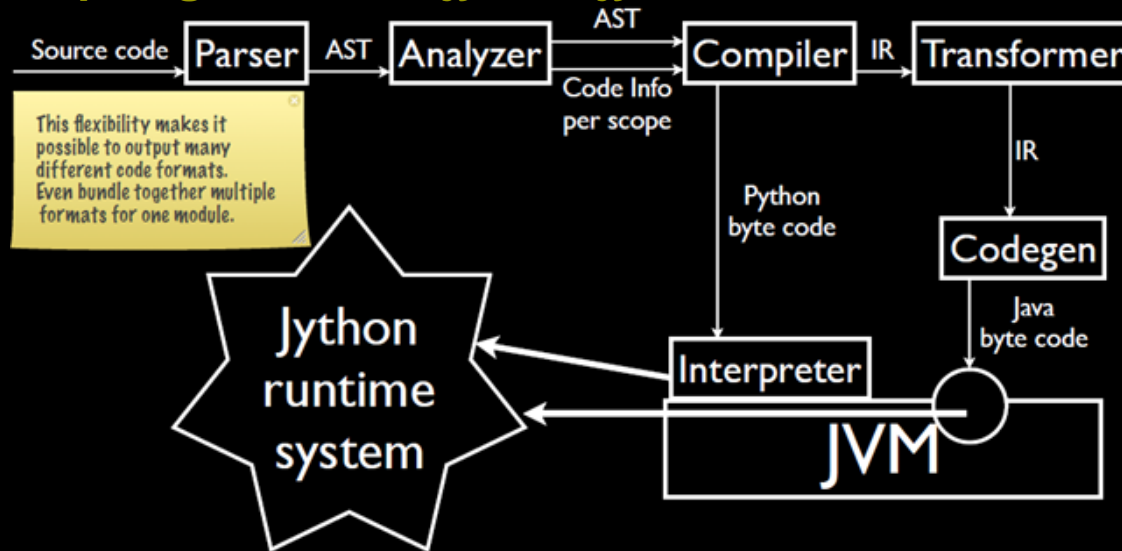 AST
Source code
Parser
AST
Analyzer
Compiler
IR
Transformer
Code Info
per scope
This flexibility makes it
possible to output many
different code formats.
Even bundle together multiple
formats for one module.
IR
Python
byte code
Codegen
Java
byte code
Jython
runtime
system
Interpreter
JVM